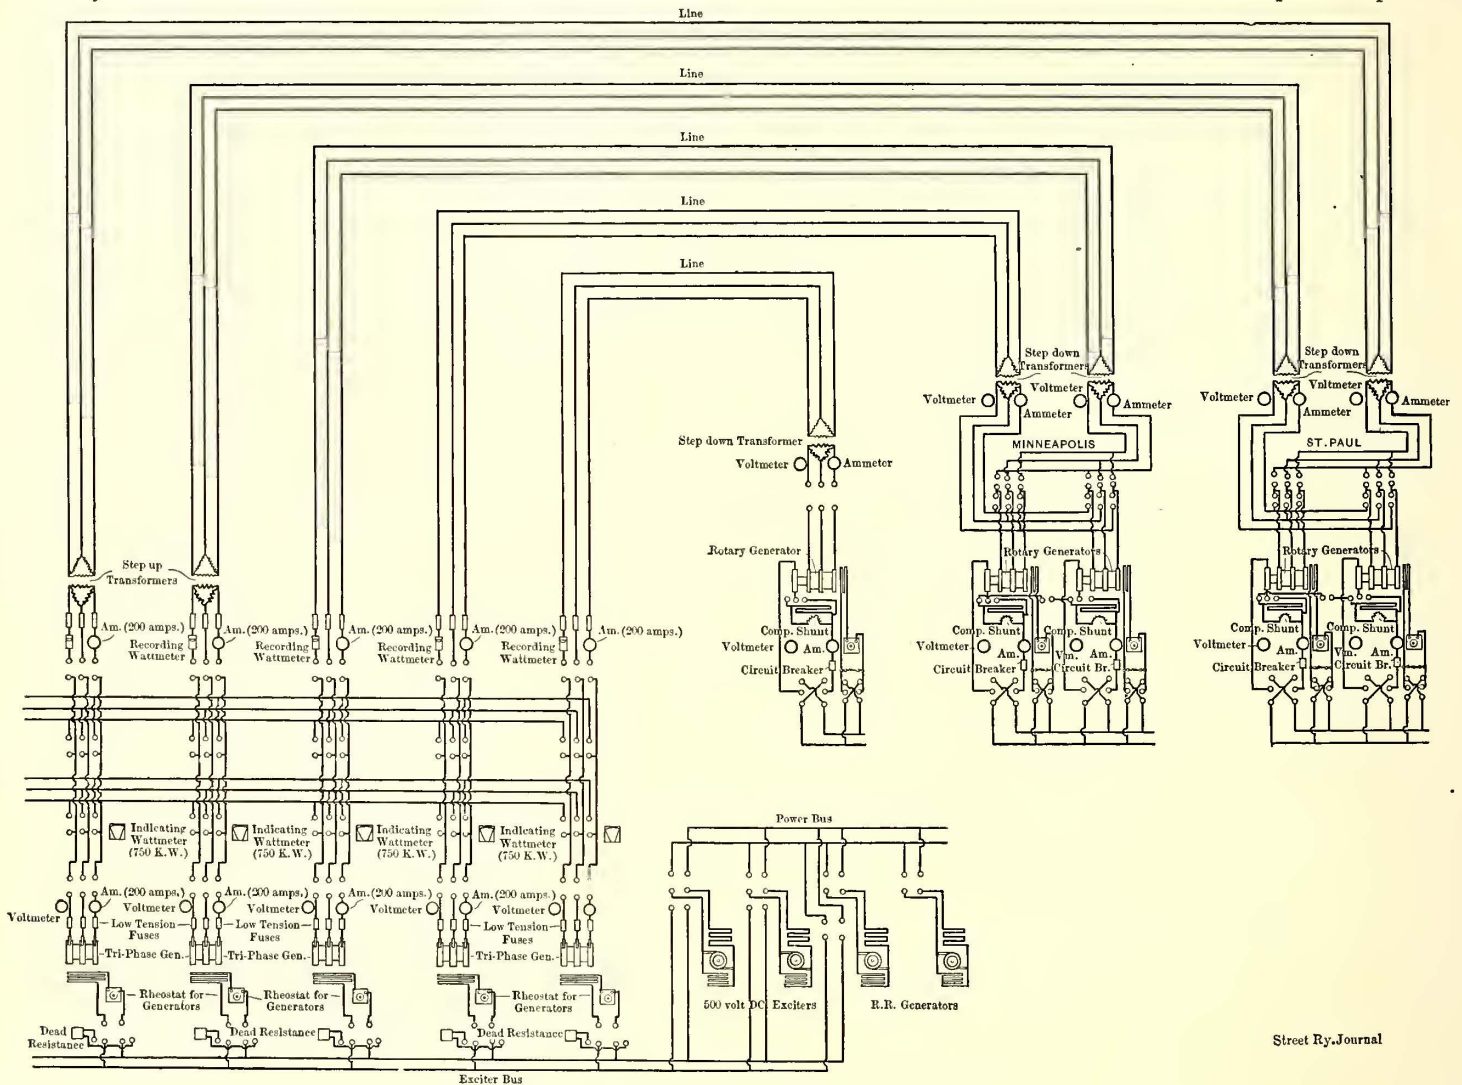 Line
Line
Line
Line
Line
Step down
Transformers
Voltmeter
Voltmeter
Ammeter
Ammeter
MINNEAPOLIS
Step down
Transformers
Voltmeter
Vnltmeter
Ammeter
Ammeter
ST. PAUL
Step down Transformer
Voltmeter
Ammeter
Rotary Generator
Rotary Generators
Rotary Generators
Step up
Transformers
Am.(200 amps.)
Am.(200 amps.)
Am.(200 amps.)
Am.(200 amps.)
Am.(200 amps.)
Recording
Wattmeter
Recording
Wattmeter
Recording
Wattmeter
Recording
Wattmeter
Comp. Shunt
Voltmeter
Am.
Circuit Breaker
Comp. Shunt
Comp. Shunt
Voltmeter
Am.
Vm.
Am.
Circuit Breaker
Circuit Br.
Comp. Shunt
Comp. Shunt
Voltmeter
Am.
Vm.
Am.
Circuit Breaker
Circuit Br.
Indicating
Wattmeter
(750 K.W.)
Indicating
Wattmeter
(750 K.W.)
Indicating
Wattmeter
(750 K.W.)
Indicating
Wattmeter
(750 K.W.)
Power Bus
Am.(200 amps.)
Am.(200 amps.)
Am.(200 amps.)
Am.(200 amps.)
Voltmeter
Voltmeter
Voltmeter
Voltmeter
Voltmeter
Low Tension
Fuses
Low Tension
Fuses
Low Tension
Fuses
Tri-Phase Gen.
Tri-Phase Gen.
Tri-Phase Gen.
Rheostat for
Generators
Rheostat for
Generators
Rheostat for
Generators
500 volt DC Exciters
R.R. Generators
Dead
Resistance
Dead Resistance
Dead Resistance
Exciter Bus
Street Ry.Journal